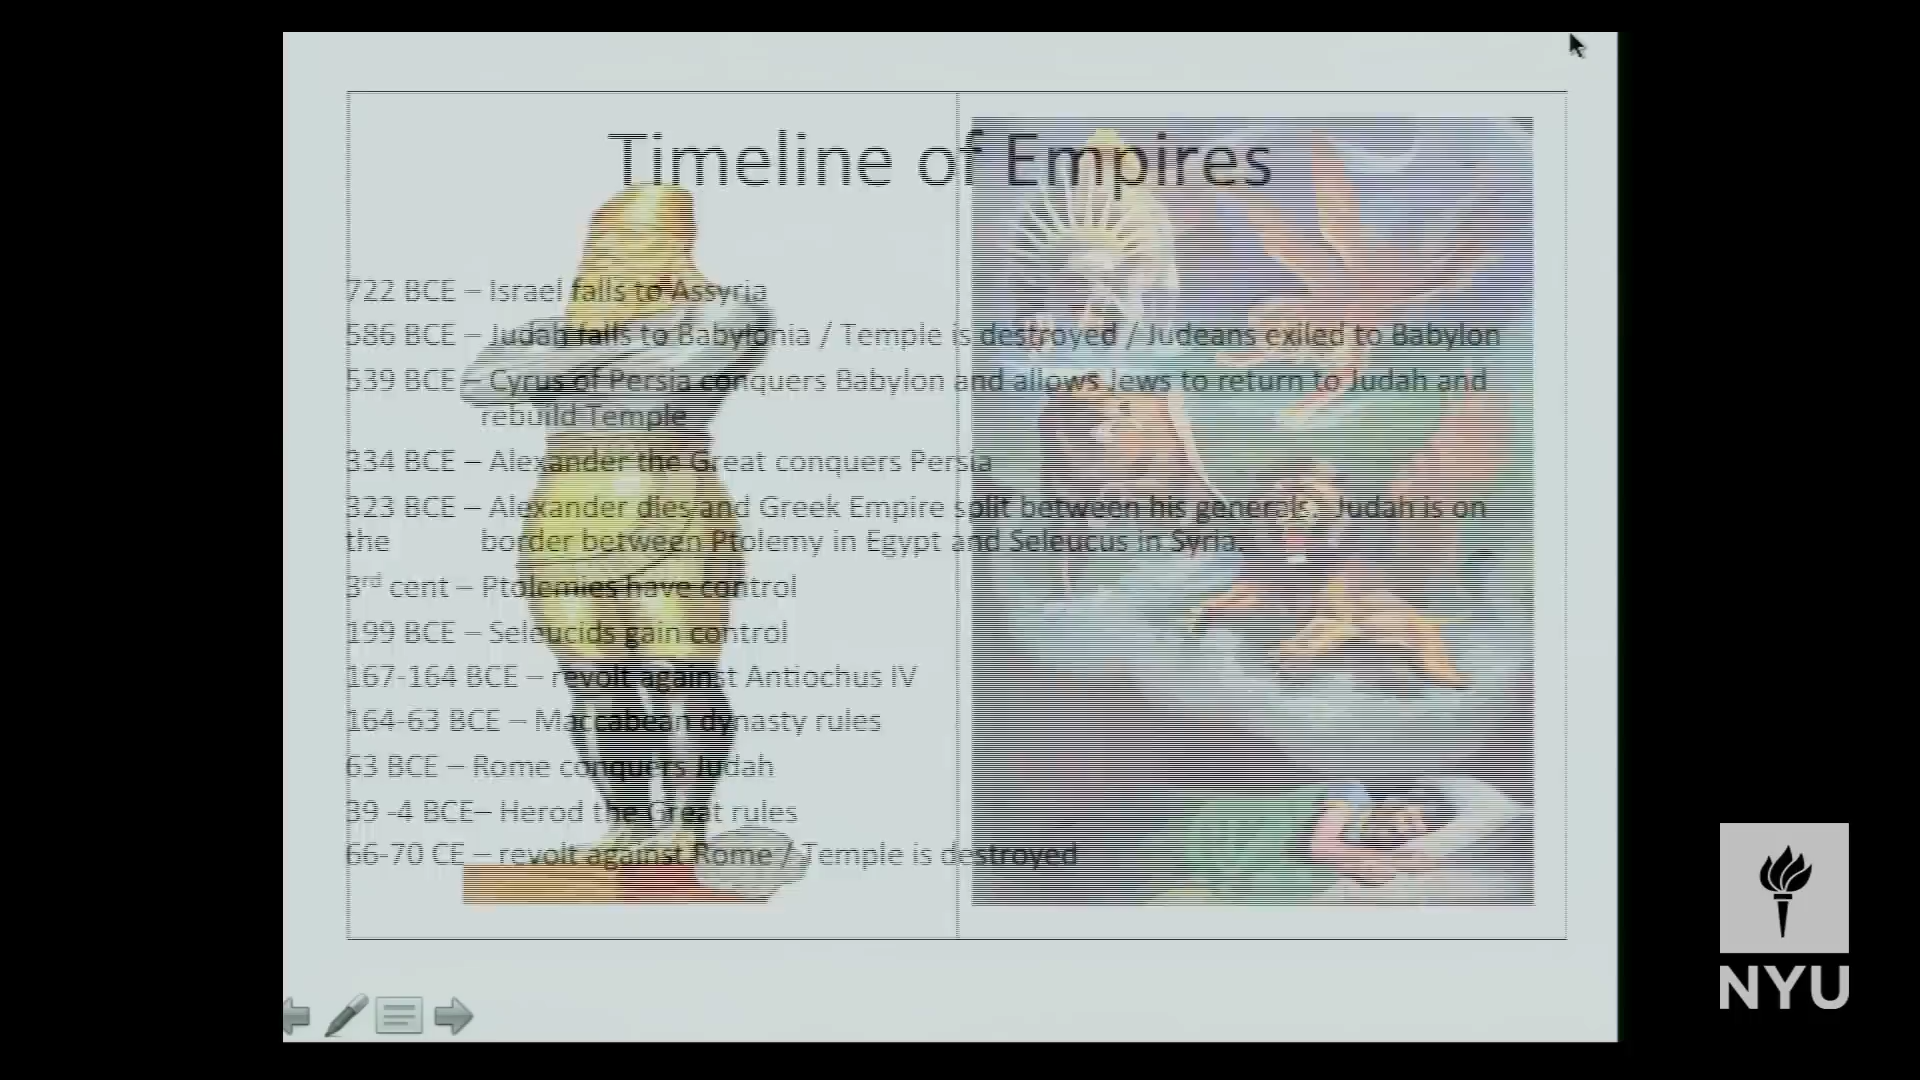 Timeline of Empires
722 BCE – Israel falls to Assyria
586 BCE – Judah falls to Babylonia / Temple is destroyed / Judeans exiled to Babylon
539 BCE – Cyrus of Persia conquers Babylon and allows Jews to return to Judah and
rebuild Temple
334 BCE – Alexander the Great conquers Persia
323 BCE – Alexander dies and Greek Empire split between his generals. Judah is on
the border between Ptolemy in Egypt and Seleucus in Syria.
3rd cent – Ptolemies have control
199 BCE – Seleucids gain control
167-164 BCE – revolt against Antiochus IV
164-63 BCE – Maccabean dynasty rules
63 BCE – Rome conquers Judah
39 -4 BCE– Herod the Great rules
66-70 CE – revolt against Rome / Temple is destroyed
NYU